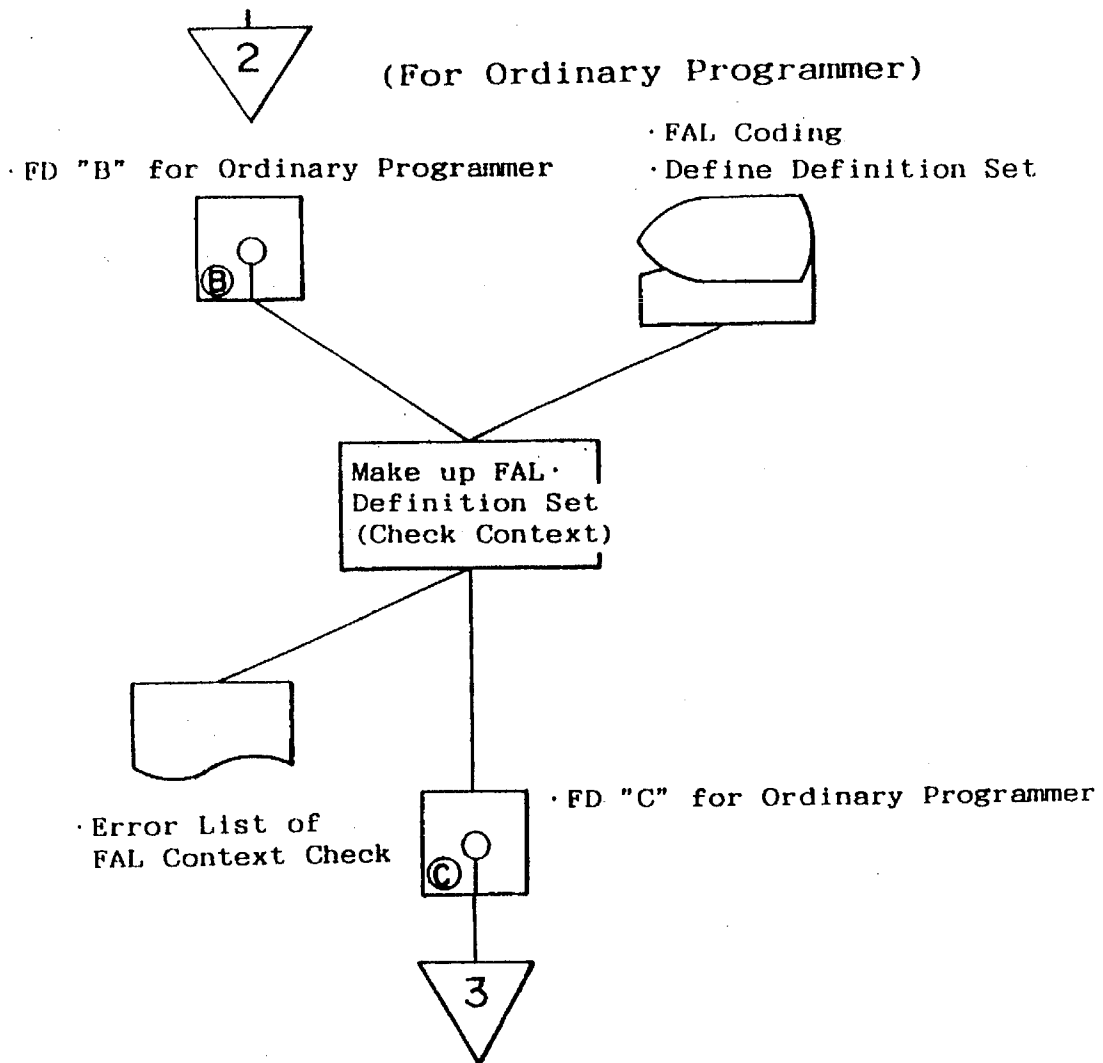 2
(For Ordinary Programmer)
·FAL Coding
·FD "B" for Ordinary Programmer
·Define Definition Set
B
Make up FAL·
Definition Set
(Check Context)
·FD "C" for Ordinary Programmer
·Error List of
FAL Context Check
C
3